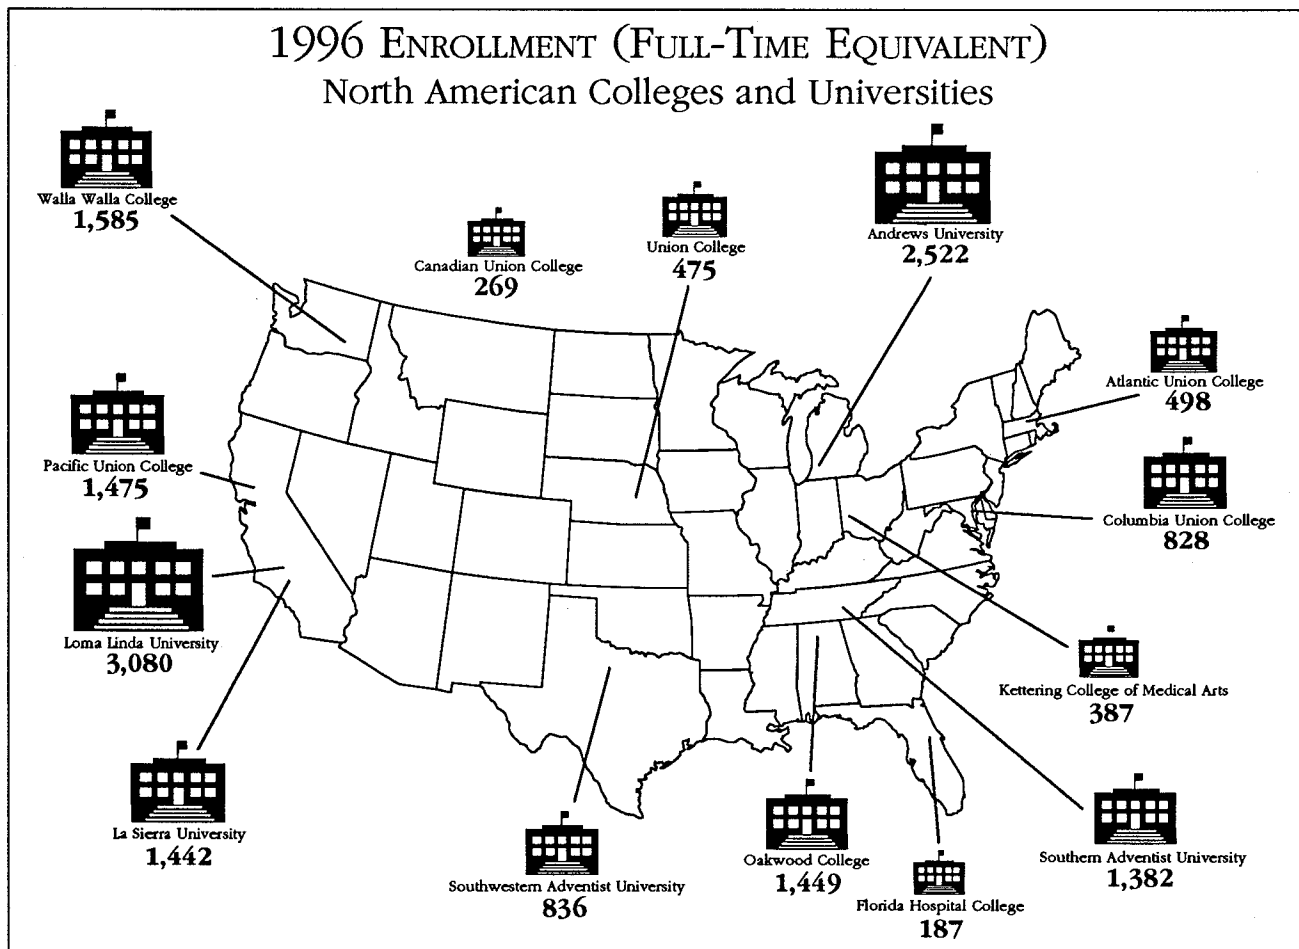 1996 Enrollment (Full-Time Equivalent)
North American Colleges and Universities
Walla Walla College
1,585
Canadian Union College
269
Union College
475
Andrews University
2,522
Atlantic Union College
498
Pacific Union College
1,475
Columbia Union College
828
Loma Linda University
3,080
Kettering College of Medical Arts
387
La Sierra University
1,442
Southwestern Adventist University
836
Oakwood College
1,449
Florida Hospital College
187
Southern Adventist University
1,382